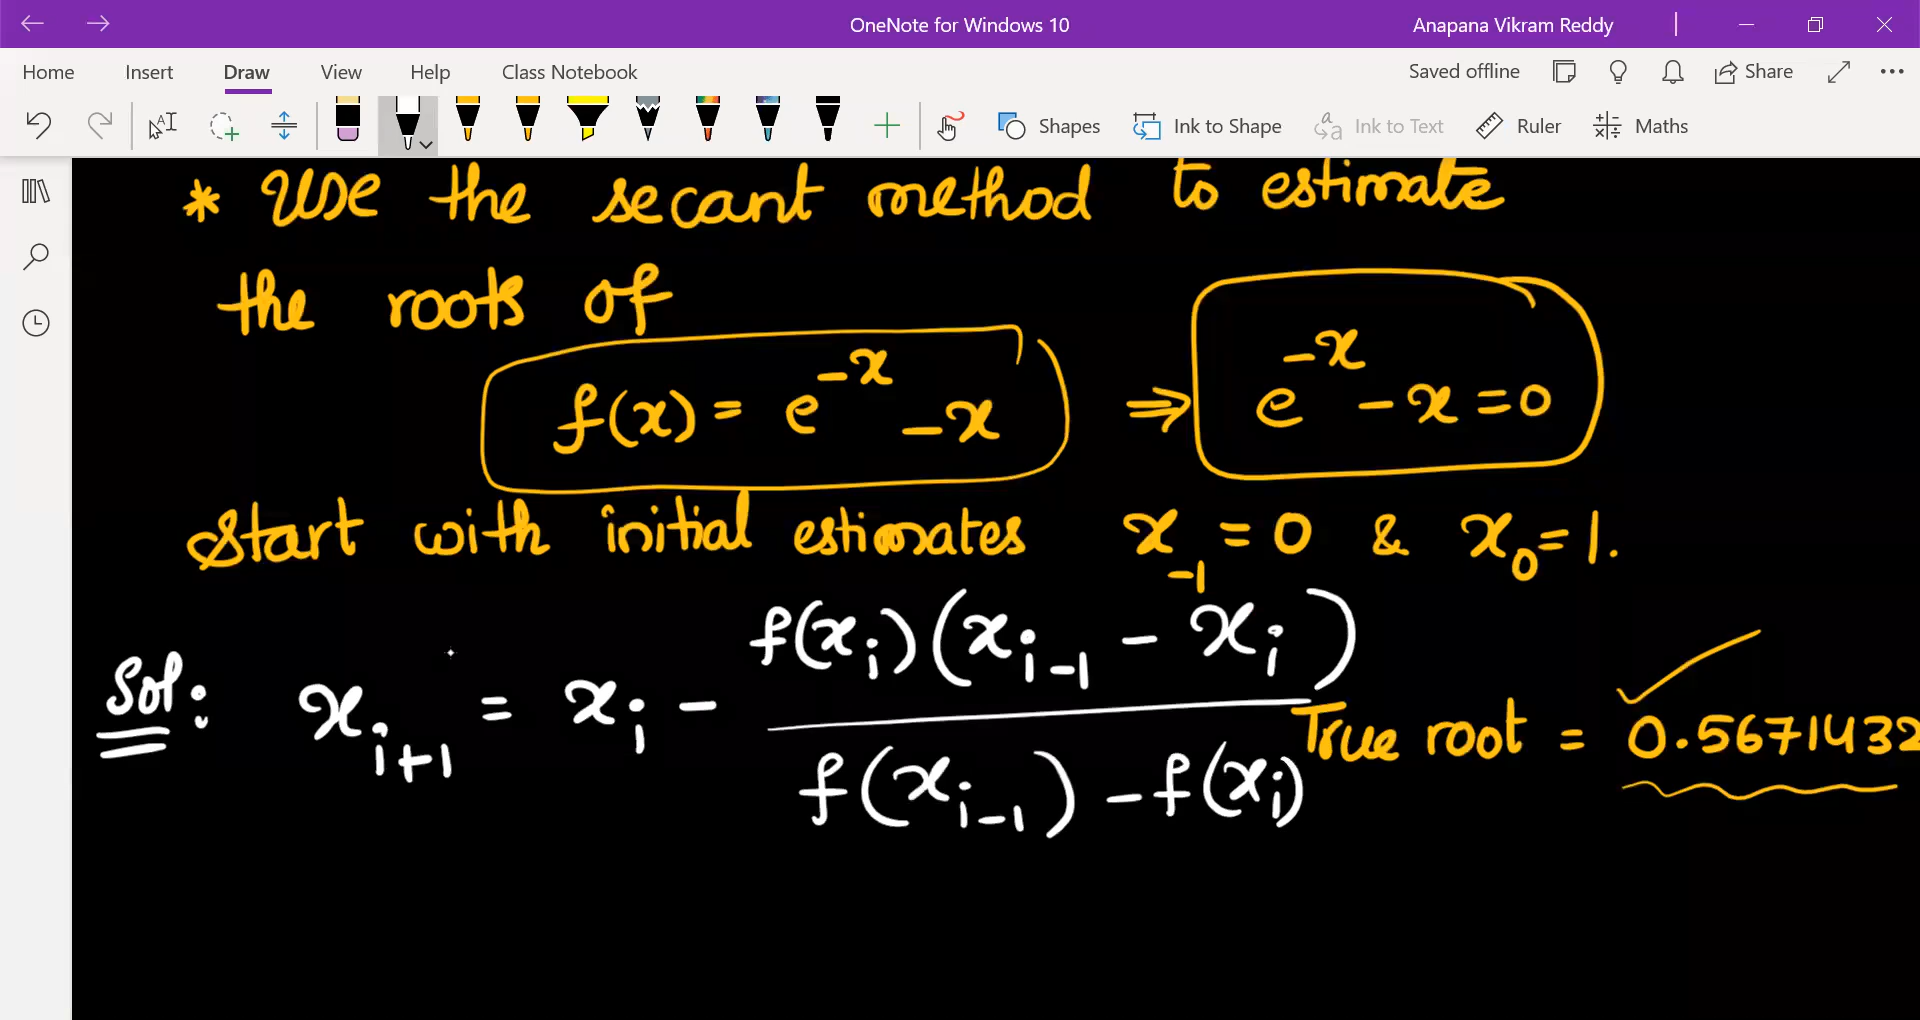 OneNote for Windows 10
Anapana Vikram Reddy
Home Insert Draw View Help Class Notebook
Saved offline Share
Shapes Ink to Shape Ink to Text Ruler Maths
* Use the secant method to estimate
the roots of
f(x) = e^{-x} - x ⇒ e^{-x} - x = 0
Start with initial estimates x_{-1} = 0 & x_0 = 1.
Sol: x_{i+1} = x_i - \frac{f(x_i)(x_{i-1} - x_i)}{f(x_{i-1}) - f(x_i)}
True root = 0.5671432